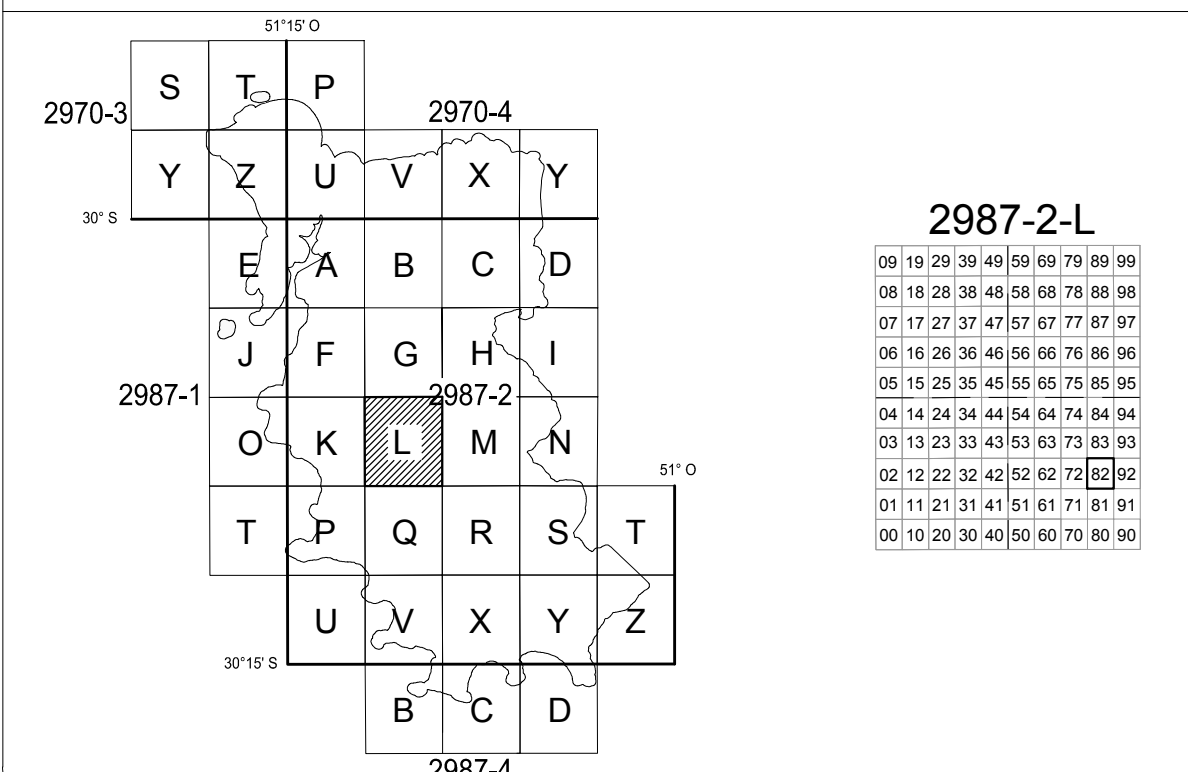 51°15' O
S T P
2970-3 2970-4
Y Z U V X Y
30° S
E A B C D
J F G H I
2987-1 2987-2
O K L M N
51° O
T P Q R S T
U V X Y Z
30°15' S
B C D
2987-4
2987-2-L
09 19 29 39 49 59 69 79 89 99
08 18 28 38 48 58 68 78 88 98
07 17 27 37 47 57 67 77 87 97
06 16 26 36 46 56 66 76 86 96
05 15 25 35 45 55 65 75 85 95
04 14 24 34 44 54 64 74 84 94
03 13 23 33 43 53 63 73 83 93
02 12 22 32 42 52 62 72 82 92
01 11 21 31 41 51 61 71 81 91
00 10 20 30 40 50 60 70 80 90